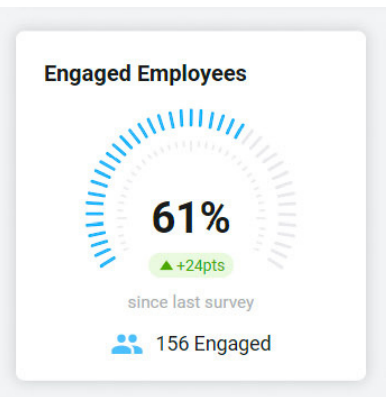 Engaged Employees
61%
+24pts
since last survey
156 Engaged